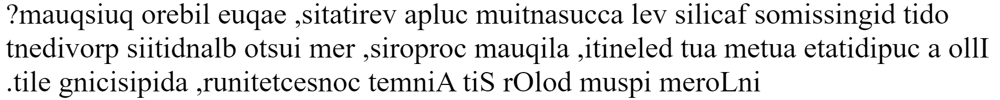 ?mauqsiuq orebil euqae ,sitatirev apluc muitnasucca lev silicaf somissingid tido
tnedivorp siitidnalb otsui mer ,siroproc mauqila ,itineled tua metua etatidipuc a ollI
.tile gnicisipida ,runitetcesnoc temniA tiS rOlod muspi meroLni